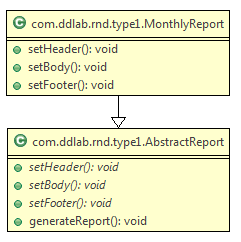 C com.ddlab.rnd.type1.MonthlyReport
setHeader(): void
setBody(): void
setFooter(): void
C com.ddlab.rnd.type1.AbstractReport
setHeader(): void
setBody(): void
setFooter(): void
generateReport(): void